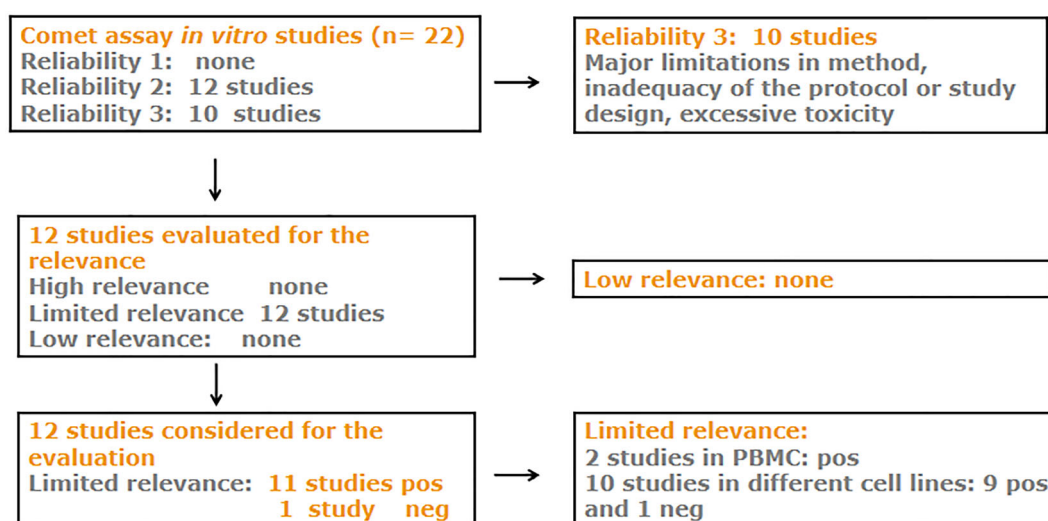 Comet assay in vitro studies (n= 22)
Reliability 1: none
Reliability 2: 12 studies
Reliability 3: 10 studies
Reliability 3: 10 studies
Major limitations in method,
inadequacy of the protocol or study
design, excessive toxicity
12 studies evaluated for the
relevance
High relevance none
Limited relevance 12 studies
Low relevance: none
Low relevance: none
12 studies considered for the
evaluation
Limited relevance: 11 studies pos
1 study neg
Limited relevance:
2 studies in PBMC: pos
10 studies in different cell lines: 9 pos
and 1 neg